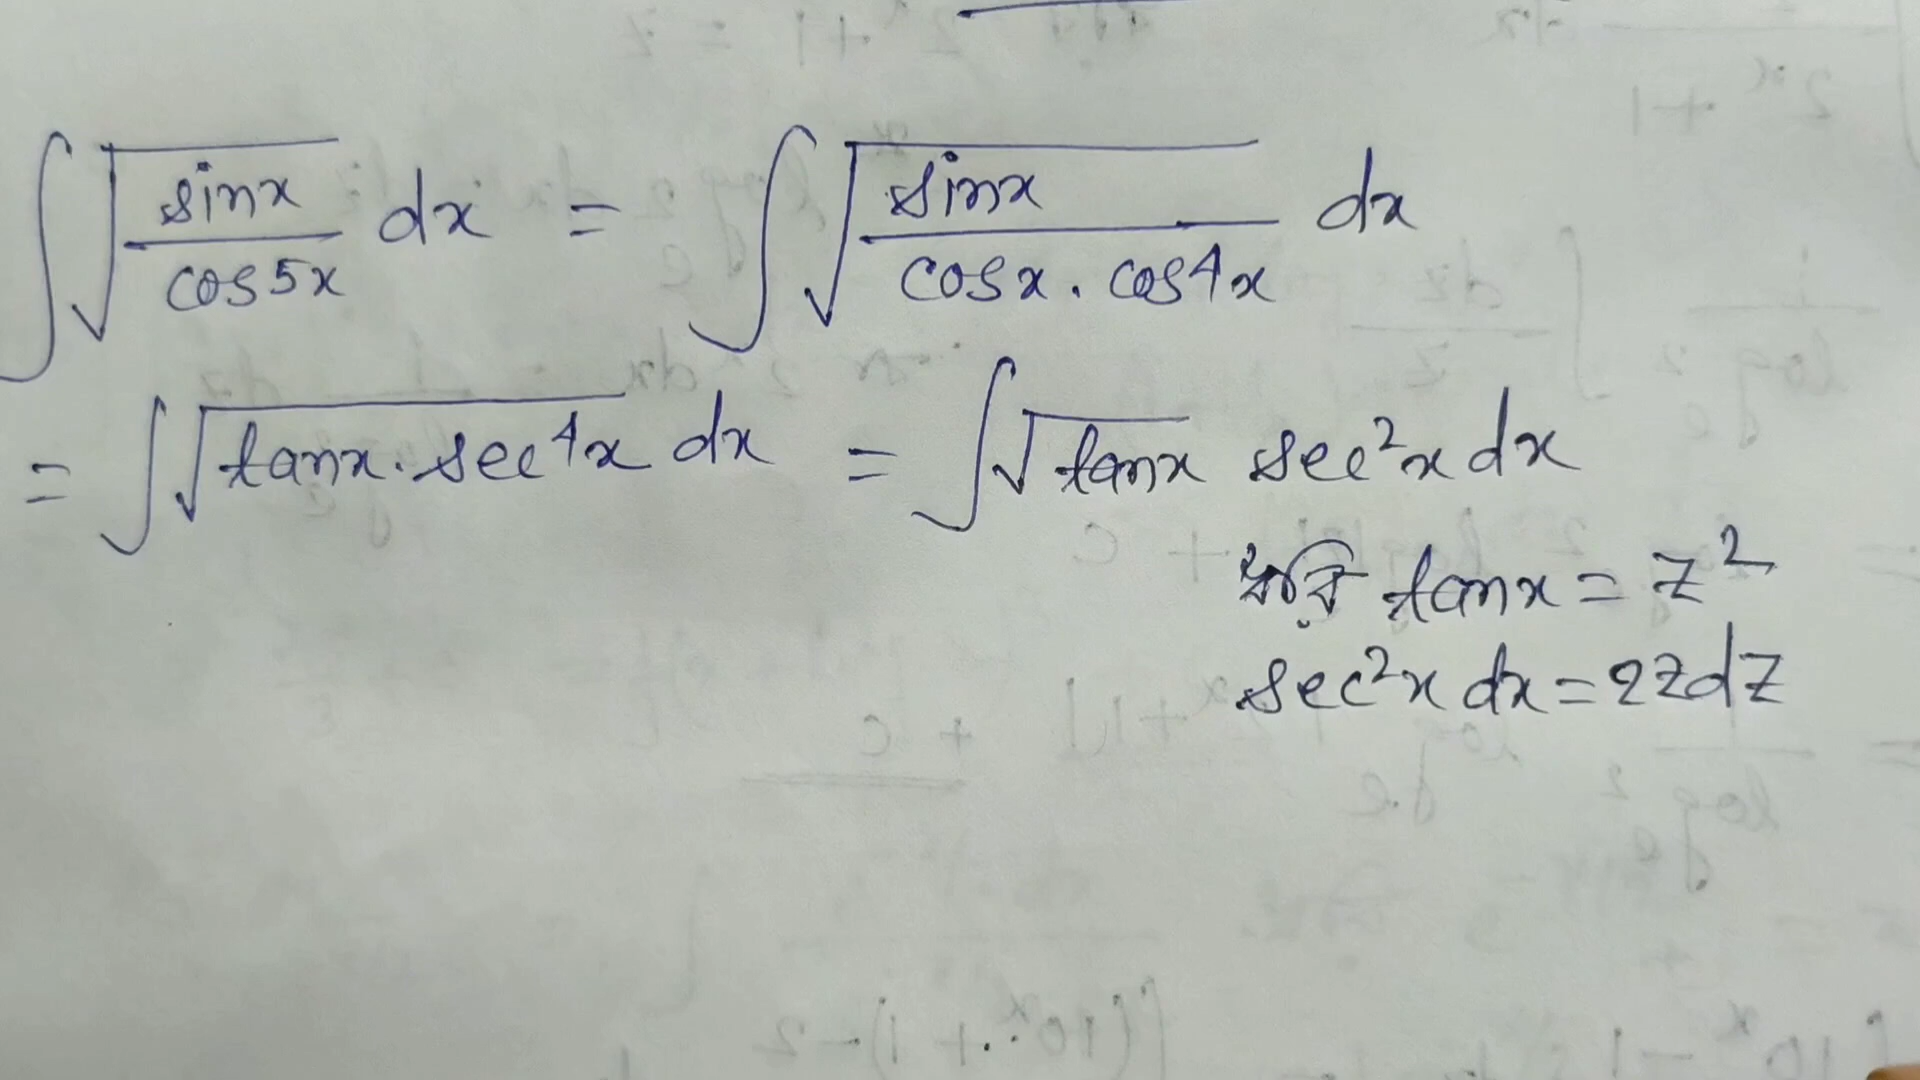 ∫ √(sinx / cos⁵x) dx = ∫ √(sinx / (cosx · cos⁴x)) dx
= ∫ √(tanx · sec⁴x) dx = ∫ √tanx sec²x dx
ধরি tanx = z²
sec²x dx = 2zdz